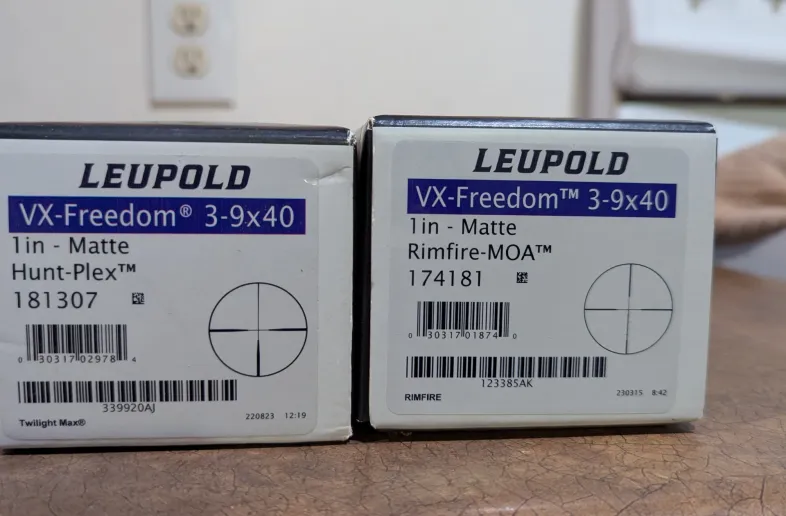 LEUPOLD
VX-Freedom® 3-9x40
1in - Matte
Hunt-Plex™
181307
0 30317 02978 4
339920AJ
Twilight Max®
220823 12:19
LEUPOLD
VX-Freedom™ 3-9x40
1in - Matte
Rimfire-MOA™
174181
0 30317 01874 0
123385AK
RIMFIRE
230315 8:42